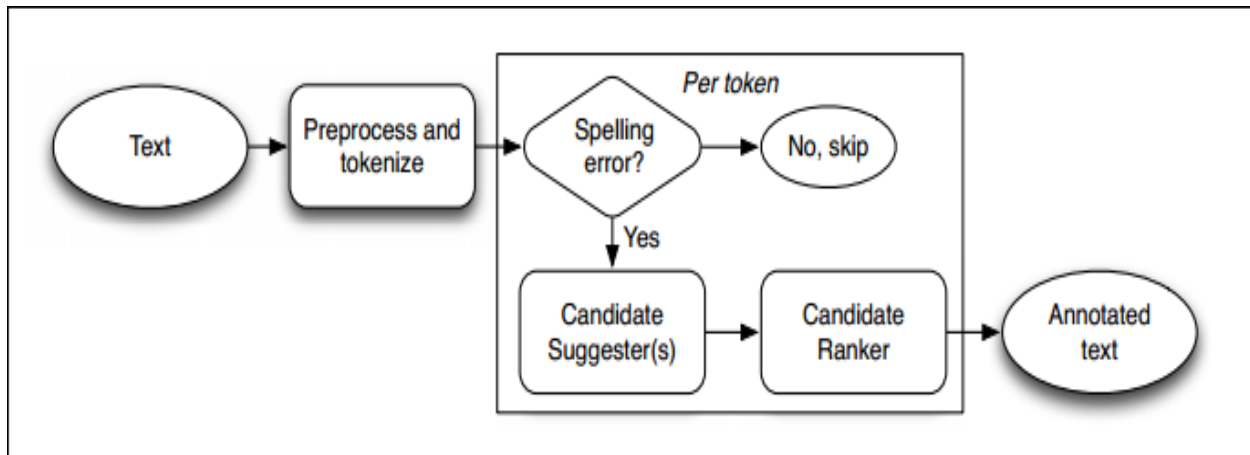 Per token
Text
Preprocess and
tokenize
Spelling
error?
No, skip
Yes
Candidate
Suggester(s)
Candidate
Ranker
Annotated
text